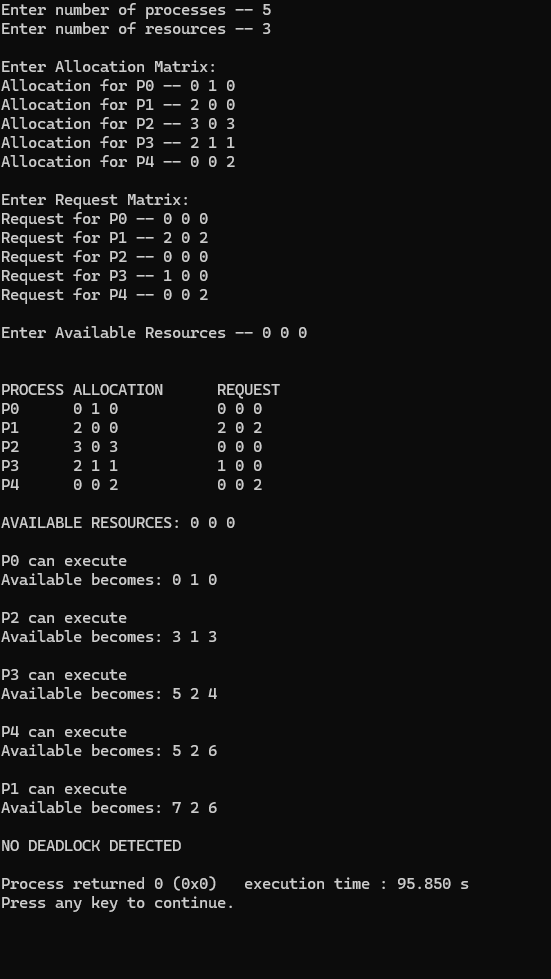 Enter number of processes -- 5
Enter number of resources -- 3
Enter Allocation Matrix:
Allocation for P0 -- 0 1 0
Allocation for P1 -- 2 0 0
Allocation for P2 -- 3 0 3
Allocation for P3 -- 2 1 1
Allocation for P4 -- 0 0 2
Enter Request Matrix:
Request for P0 -- 0 0 0
Request for P1 -- 2 0 2
Request for P2 -- 0 0 0
Request for P3 -- 1 0 0
Request for P4 -- 0 0 2
Enter Available Resources -- 0 0 0
PROCESS ALLOCATION      REQUEST
P0      0 1 0           0 0 0
P1      2 0 0           2 0 2
P2      3 0 3           0 0 0
P3      2 1 1           1 0 0
P4      0 0 2           0 0 2
AVAILABLE RESOURCES: 0 0 0
P0 can execute
Available becomes: 0 1 0
P2 can execute
Available becomes: 3 1 3
P3 can execute
Available becomes: 5 2 4
P4 can execute
Available becomes: 5 2 6
P1 can execute
Available becomes: 7 2 6
NO DEADLOCK DETECTED
Process returned 0 (0x0)   execution time : 95.850 s
Press any key to continue.